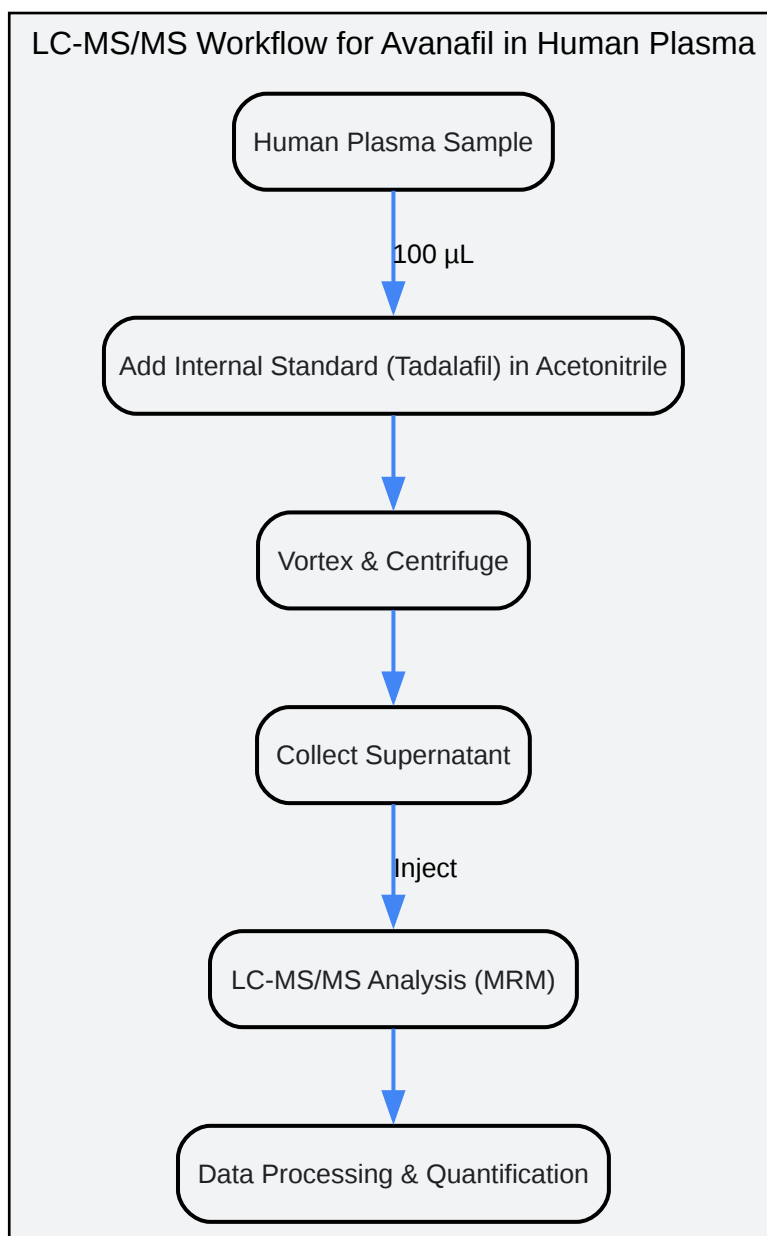 LC-MS/MS Workflow for Avanafil in Human Plasma
Human Plasma Sample
100 µL
Add Internal Standard (Tadalafil) in Acetonitrile
Vortex & Centrifuge
Collect Supernatant
Inject
LC-MS/MS Analysis (MRM)
Data Processing & Quantification